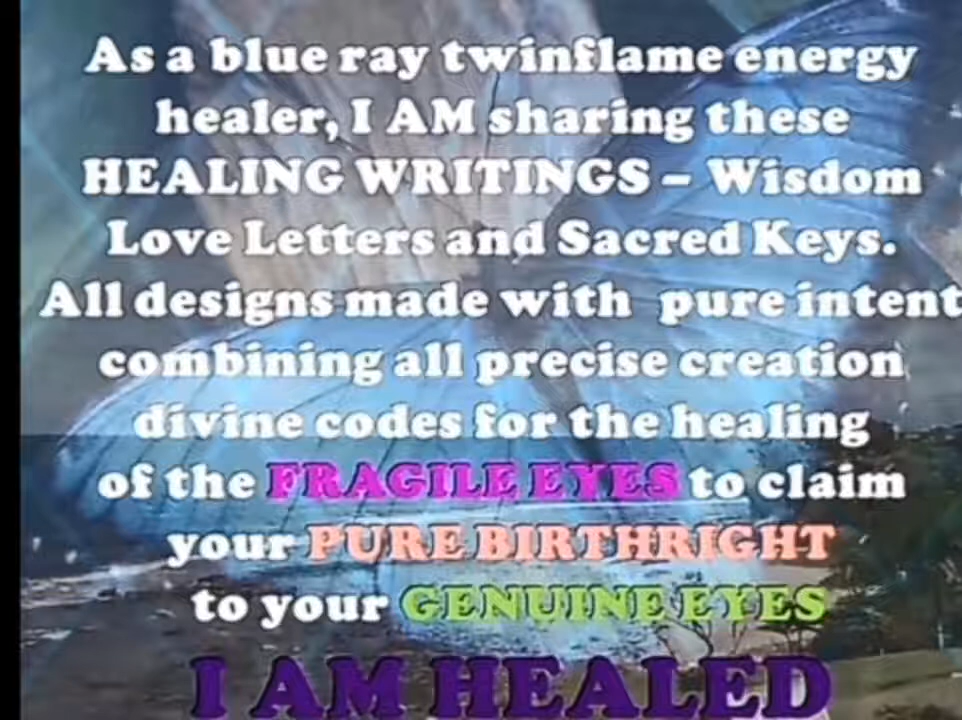 As a blue ray twinflame energy
healer, I AM sharing these
HEALING WRITINGS – Wisdom
Love Letters and Sacred Keys.
All designs made with pure intent
combining all precise creation
divine codes for the healing
of the FRAGILE EYES to claim
your PURE BIRTHRIGHT
to your GENUINE EYES
I AM HEALED